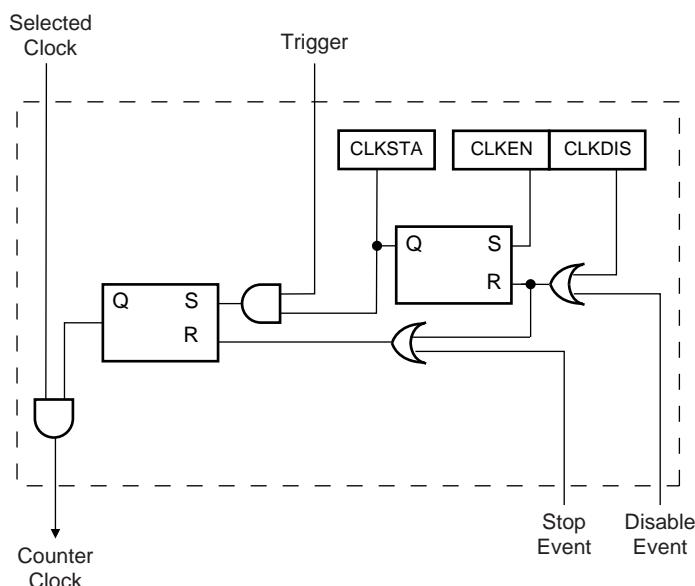 Selected
Clock
Trigger
CLKSTA
CLKEN
CLKDIS
Q
S
R
Q
S
R
Stop
Event
Disable
Event
Counter
Clock